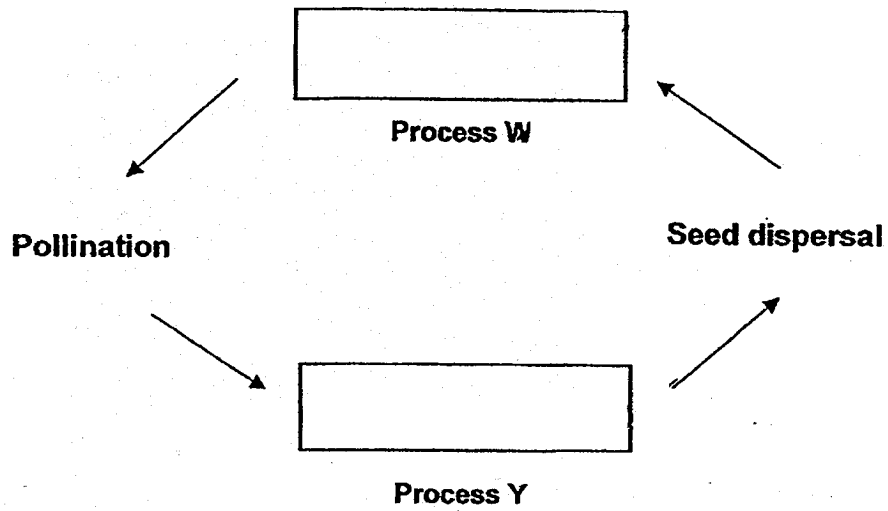 Process W
Pollination
Seed dispersal
Process Y